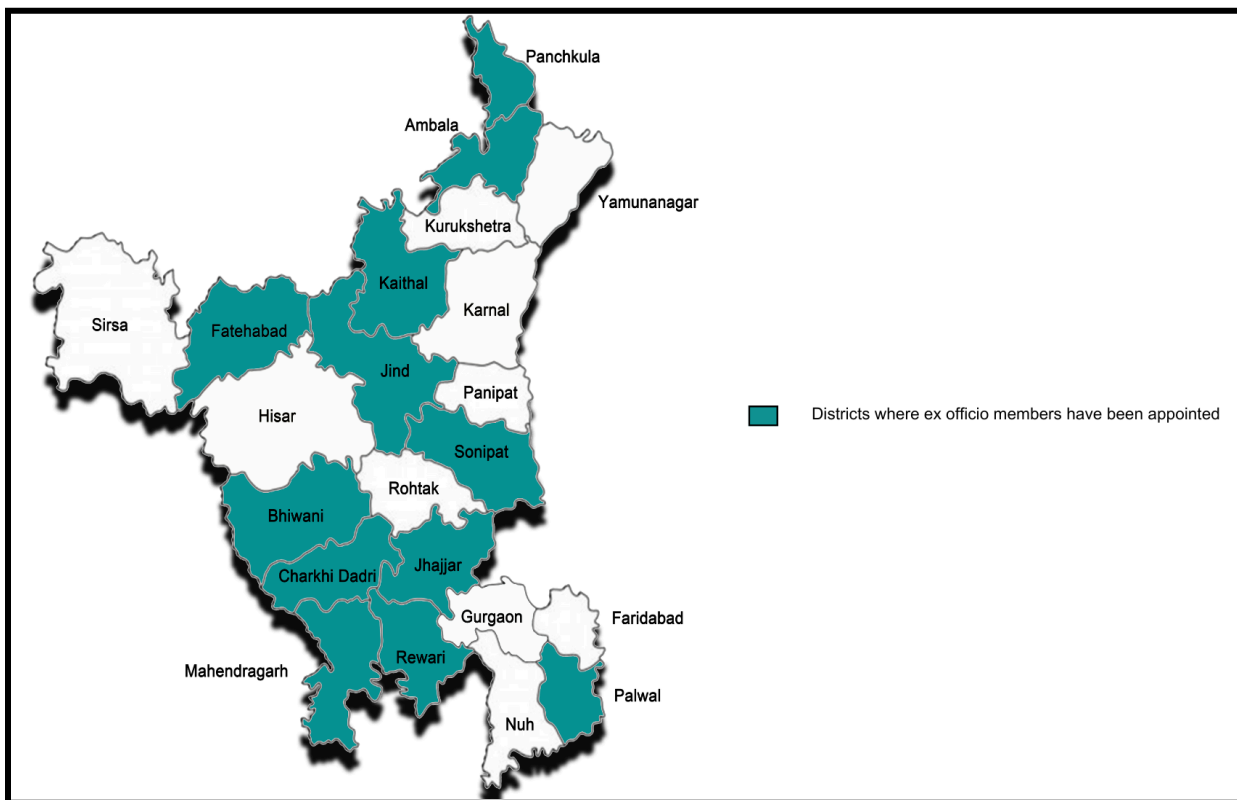 Panchkula
Ambala
Yamunanagar
Kurukshetra
Kaithal
Karnal
Sirsa
Fatehabad
Jind
Panipat
Hisar
Sonipat
Rohtak
Bhiwani
Charkhi Dadri
Jhajjar
Gurgaon
Faridabad
Mahendragarh
Rewari
Palwal
Nuh
Districts where ex officio members have been appointed